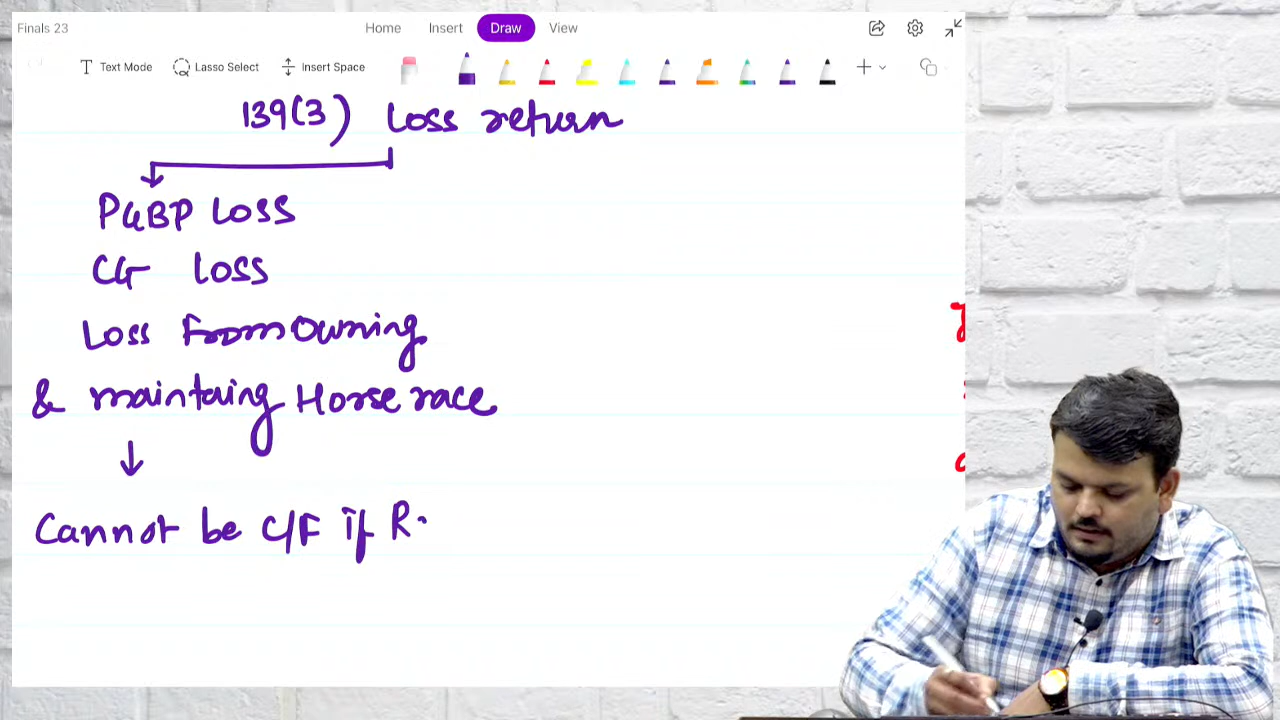 Finals 23
Home Insert Draw View
Text Mode Lasso Select Insert Space
139(3) Loss return
PGBP Loss
CG Loss
Loss from owning
& maintaing Horse race
Cannot be C/F if R.